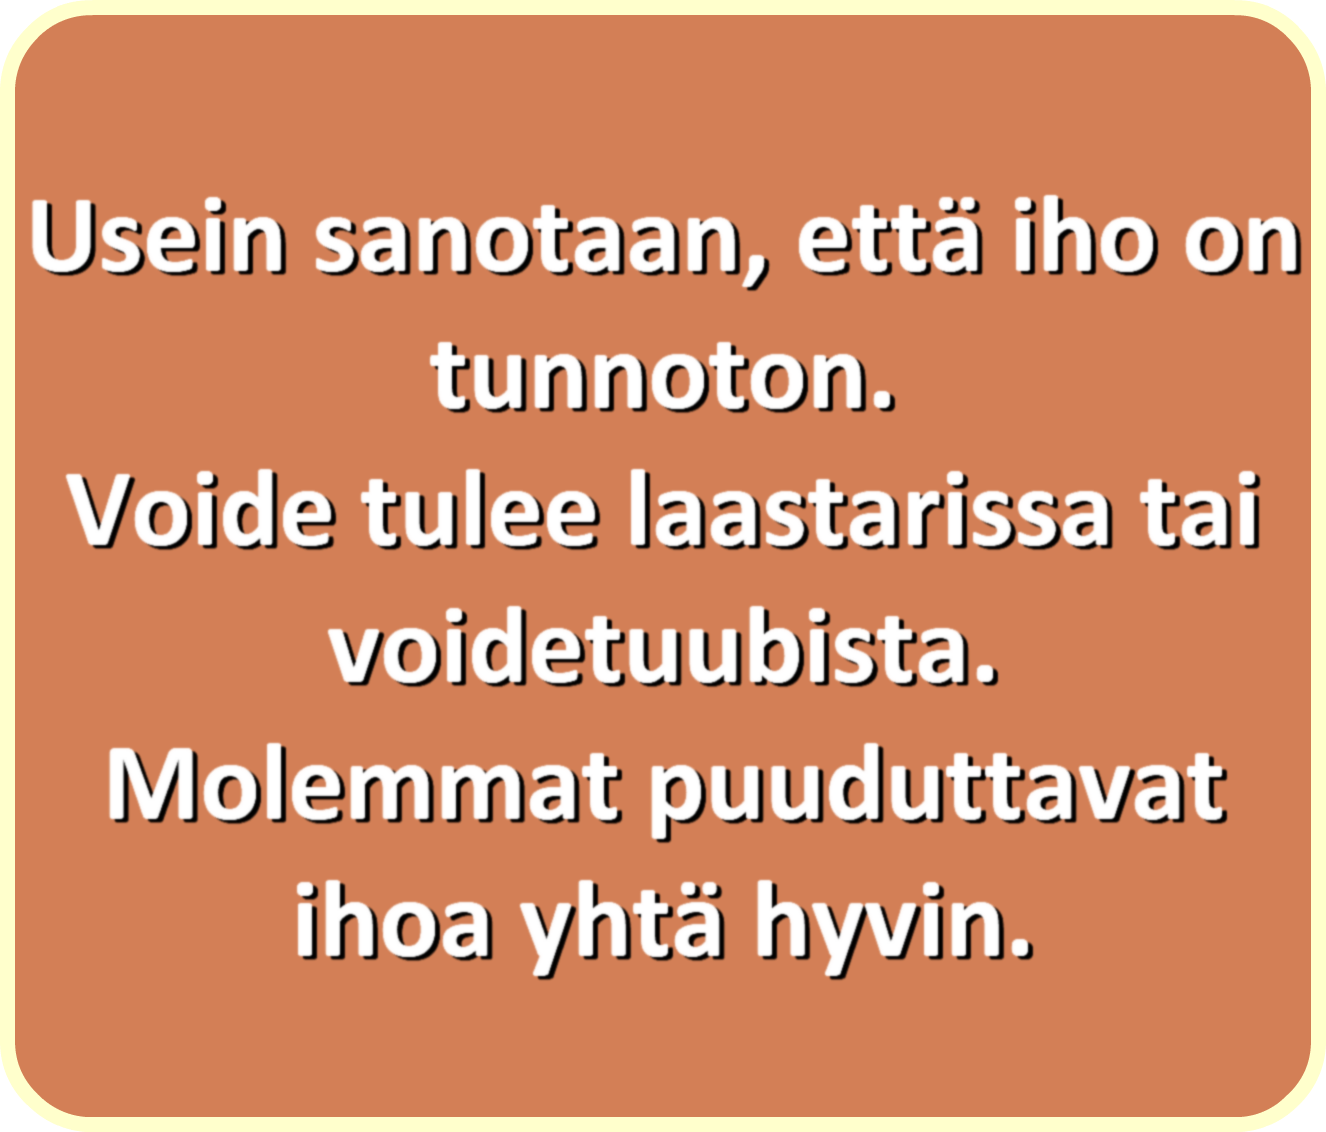 Usein sanotaan, että iho on
tunnoton.
Voide tulee laastarissa tai
voidetuubista.
Molemmat puuduttavat
ihoa yhtä hyvin.